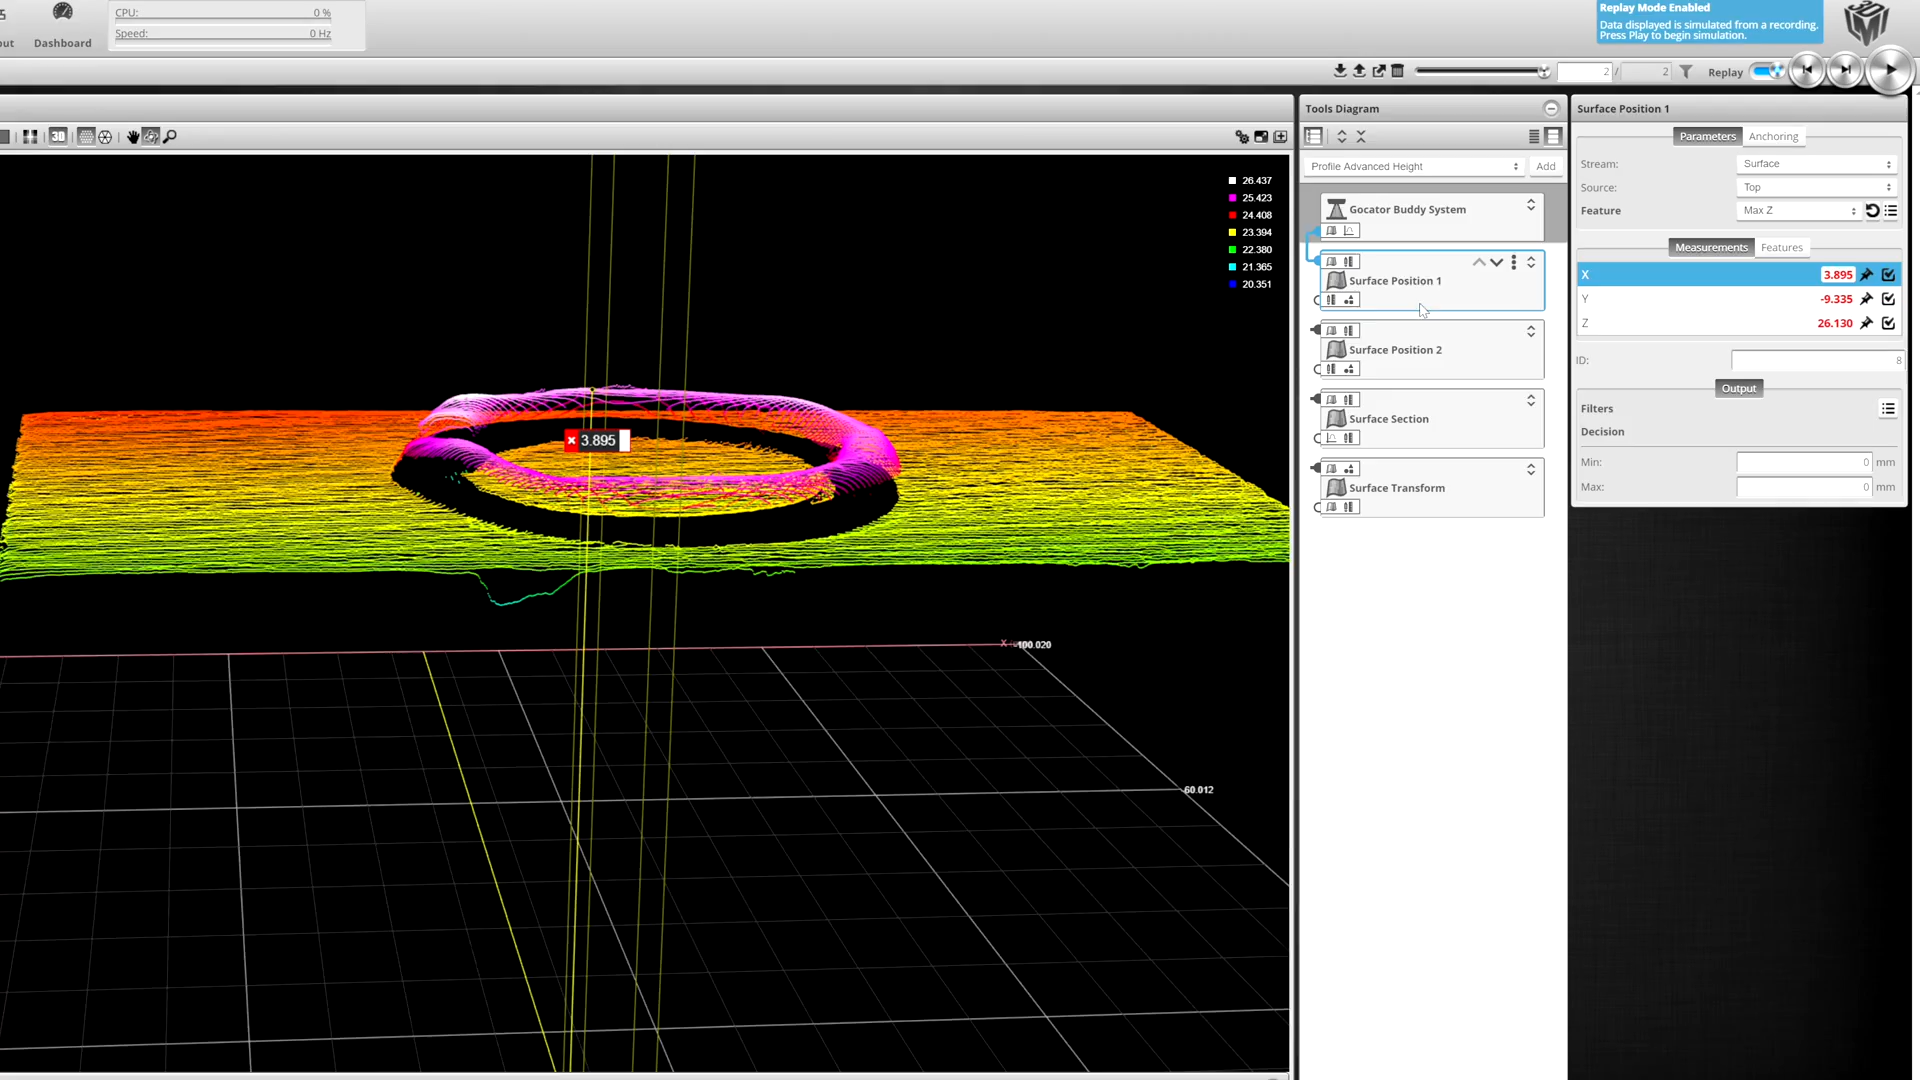 CPU: 0 %
Speed: 0 Hz
Dashboard
Replay Mode Enabled
Data displayed is simulated from a recording.
Press Play to begin simulation.
2 / 2
Replay
Tools Diagram
Surface Position 1
3D
Parameters Anchoring
Profile Advanced Height Add
Stream: Surface
Source: Top
Feature Max Z
26.437
25.423
24.408
23.394
22.380
21.365
20.351
Gocator Buddy System
Surface Position 1
Surface Position 2
Surface Section
Surface Transform
Measurements Features
X 3.895
Y -9.335
Z 26.130
ID: 8
Output
Filters
Decision
Min: 0 mm
Max: 0 mm
3.895
X
60.012